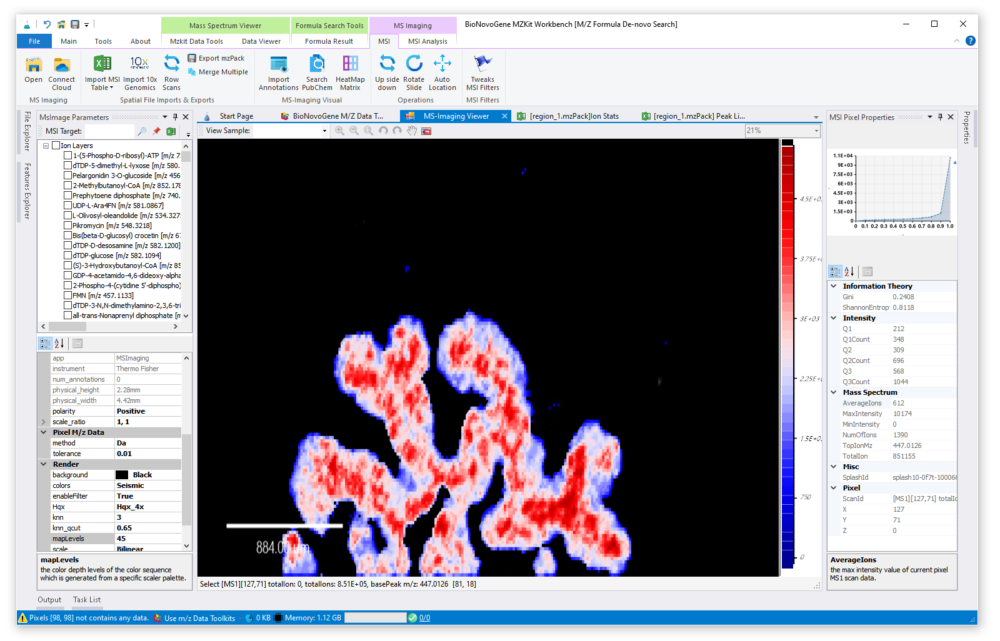 Mass Spectrum Viewer
Formula Search Tools
MS Imaging
BioNovoGene MZKit Workbench [M/Z Formula De-novo Search]
File
Main
Tools
About
Mzkit Data Tools
Data Viewer
Formula Result
MSI
MSI Analysis
Open
Connect Cloud
Import MSI Table
10x GENOMICS
Import 10x Genomics
Row Scans
Export mzPack
Merge Multiple
Import Annotations
Search PubChem
HeatMap Matrix
Up side down
Rotate Slide
Auto Location
Tweaks MSI Filters
MS Imaging
Spatial File Imports & Exports
MS-Imaging Visual
Operations
MSI Filters
File Explorer
Features Explorer
MsImage Parameters
MSI Target:
Ion Layers
1-(5-Phospho-D-ribosyl)-ATP [m/z 7
dTDP-5-dimethyl-L-lyxose [m/z 580.
Pelargonidin 3-O-glucoside [m/z 456
2-Methylbutanoyl-CoA [m/z 852.178
Prephytoene diphosphate [m/z 740.
UDP-L-Ara4FN [m/z 581.0867]
L-Olivosyl-oleandolide [m/z 534.327
Pikromycin [m/z 548.3218]
Bis(beta-D-glucosyl) crocetin [m/z 67
dTDP-D-desosamine [m/z 582.1200]
dTDP-glucose [m/z 582.1094]
(S)-3-Hydroxybutanoyl-CoA [m/z 85
GDP-4-acetamido-4,6-dideoxy-alpha
2-Phospho-4-(cytidine 5'-diphospho)
FMN [m/z 457.1133]
dTDP-3-N,N-dimethylamino-2,3,6-tri
all-trans-Nonaprenyl diphosphate [m
app MSImaging
instrument Thermo Fisher
num_annotations 0
physical_height 2.28mm
physical_width 4.42mm
polarity Positive
scale_ratio 1, 1
Pixel M/z Data
method Da
tolerance 0.01
Render
background Black
colors Seismic
enableFilter True
Hqx Hqx_4x
knn 3
knn_qcut 0.65
mapLevels 45
scale Bilinear
mapLevels
the color depth levels of the color sequence
which is generated from a specific scaler palette.
Output
Task List
Start Page
BioNovoGene M/Z Data T...
MS-Imaging Viewer
[region_1.mzPack]Ion Stats
[region_1.mzPack] Peak Li...
View Sample:
21%
4.5E+0
3.75E+
3E+03
2.25E+
1.5E+0
750
0
884.00 um
Select [MS1][127,71] totalIon: 0, totalIons: 8.51E+05, basePeak m/z: 447.0126 [81, 18]
MSI Pixel Properties
Properties
1.1E+04
9E+03
7.5E+03
6E+03
4.5E+03
3E+03
1.5E+03
0
0 0.1 0.2 0.3 0.4 0.5 0.6 0.7 0.8 0.9 1.0
Information Theory
Gini 0.2408
ShannonEntrop 0.8118
Intensity
Q1 212
Q1Count 348
Q2 309
Q2Count 696
Q3 568
Q3Count 1044
Mass Spectrum
AverageIons 612
MaxIntensity 10174
MinIntensity 0
NumOfIons 1390
TopIonMz 447.0126
TotalIon 851155
Misc
SplashId splash10-0f7t-100066
Pixel
ScanId [MS1][127,71] totalIo
X 127
Y 71
Z 0
AverageIons
the max intensity value of current pixel
MS1 scan data.
Pixels [98, 98] not contains any data.
Use m/z Data Toolkits
0 KB
Memory: 1.12 GB
0/0